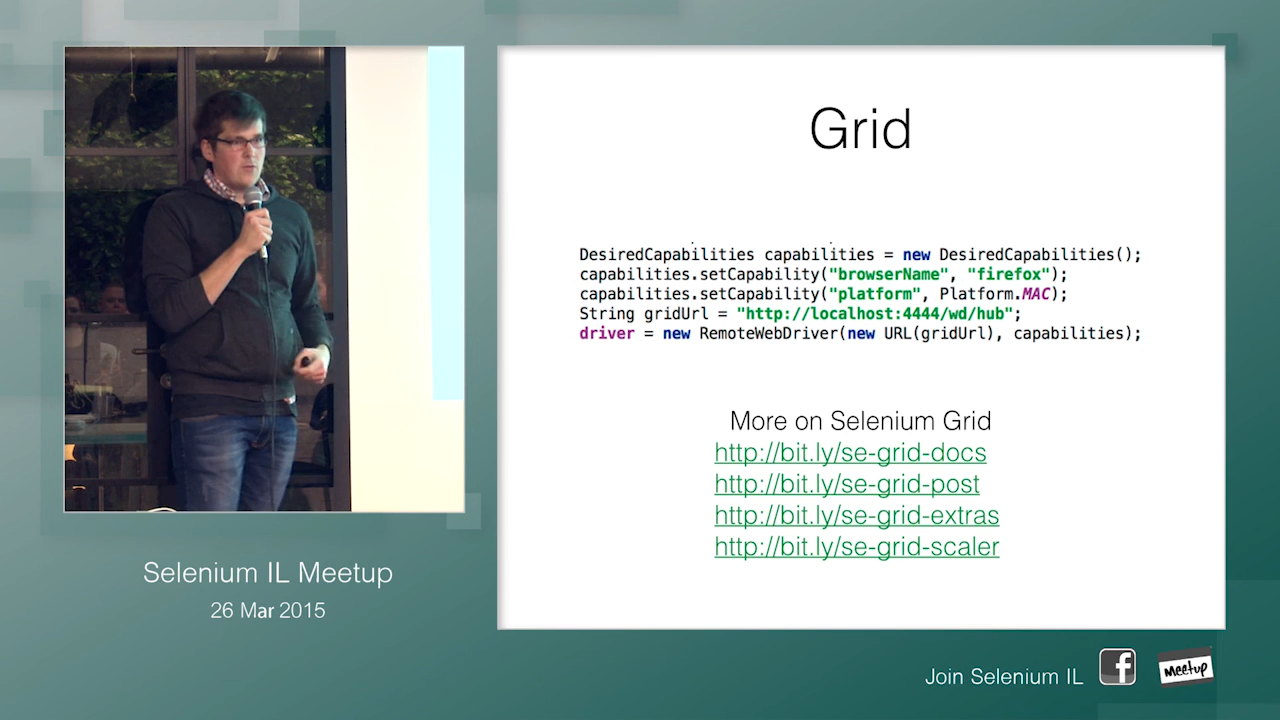 Grid
DesiredCapabilities capabilities = new DesiredCapabilities();
capabilities.setCapability("browserName", "firefox");
capabilities.setCapability("platform", Platform.MAC);
String gridUrl = "http://localhost:4444/wd/hub";
driver = new RemoteWebDriver(new URL(gridUrl), capabilities);
More on Selenium Grid
http://bit.ly/se-grid-docs
http://bit.ly/se-grid-post
http://bit.ly/se-grid-extras
http://bit.ly/se-grid-scaler
Selenium IL Meetup
26 Mar 2015
Join Selenium IL
f
Meetup